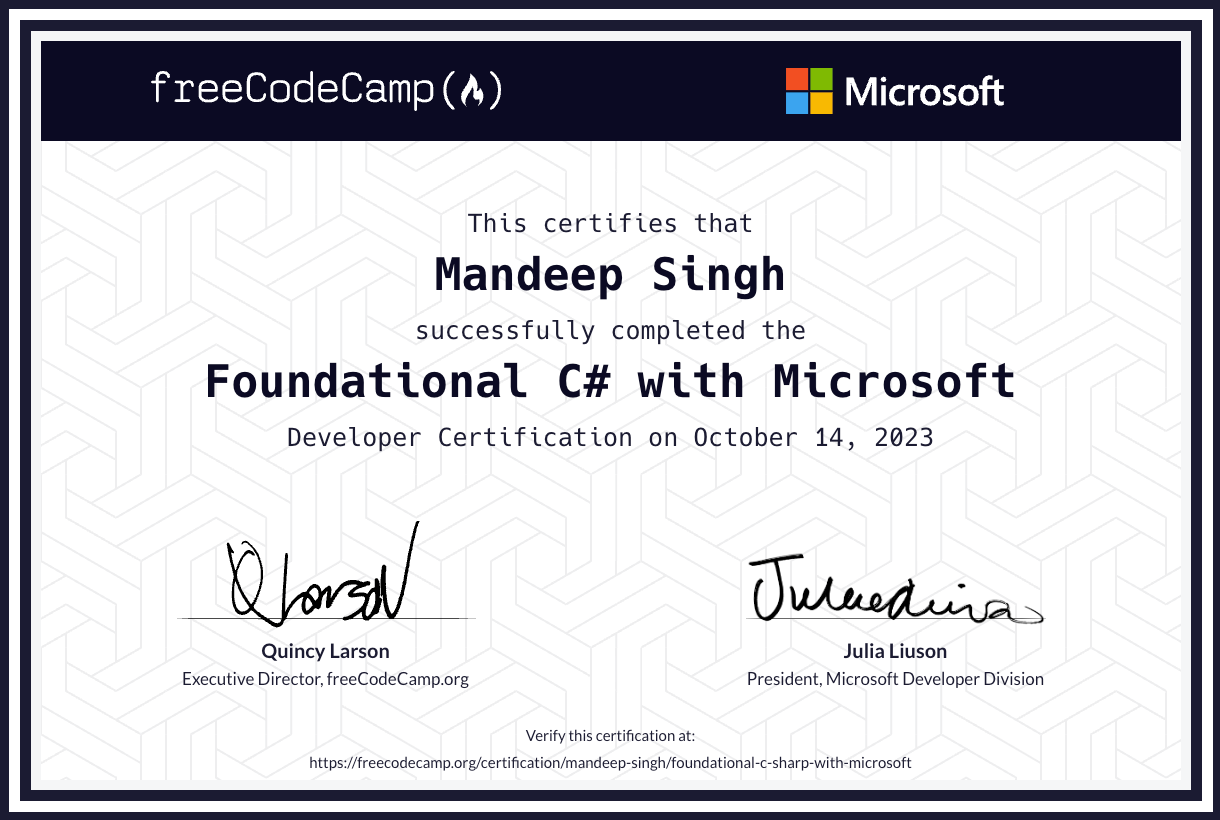 freeCodeCamp
Microsoft
This certifies that
Mandeep Singh
successfully completed the
Foundational C# with Microsoft
Developer Certification on October 14, 2023
Quincy Larson
Executive Director, freeCodeCamp.org
Julia Liuson
President, Microsoft Developer Division
Verify this certification at:
https://freecodecamp.org/certification/mandeep-singh/foundational-c-sharp-with-microsoft